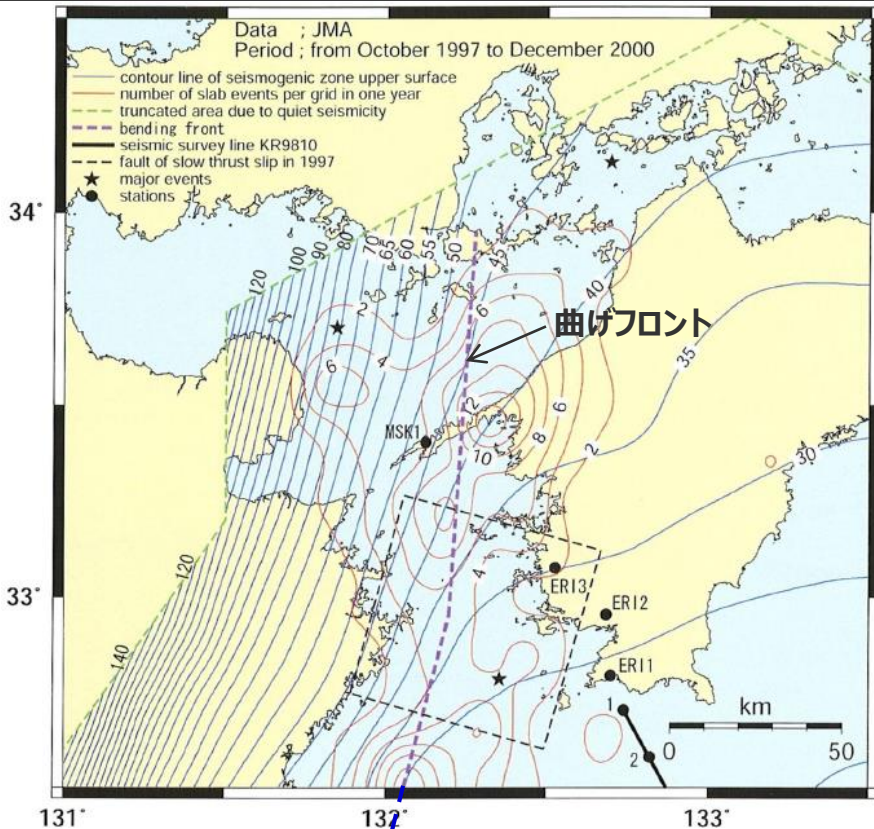 Data ; JMA
Period ; from October 1997 to December 2000
contour line of seismogenic zone upper surface
number of slab events per grid in one year
truncated area due to quiet seismicity
bending front
seismic survey line KR9810
fault of slow thrust slip in 1997
major events
stations
34°
120
100
90
80
70
65
60
55
50
45
40
2
6
4
6
曲げフロント
35
12
6
MSK1
8
2
10
30
120
4
33°
ERI3
ERI2
140
ERI1
1
km
2
0
50
131°
132°
133°